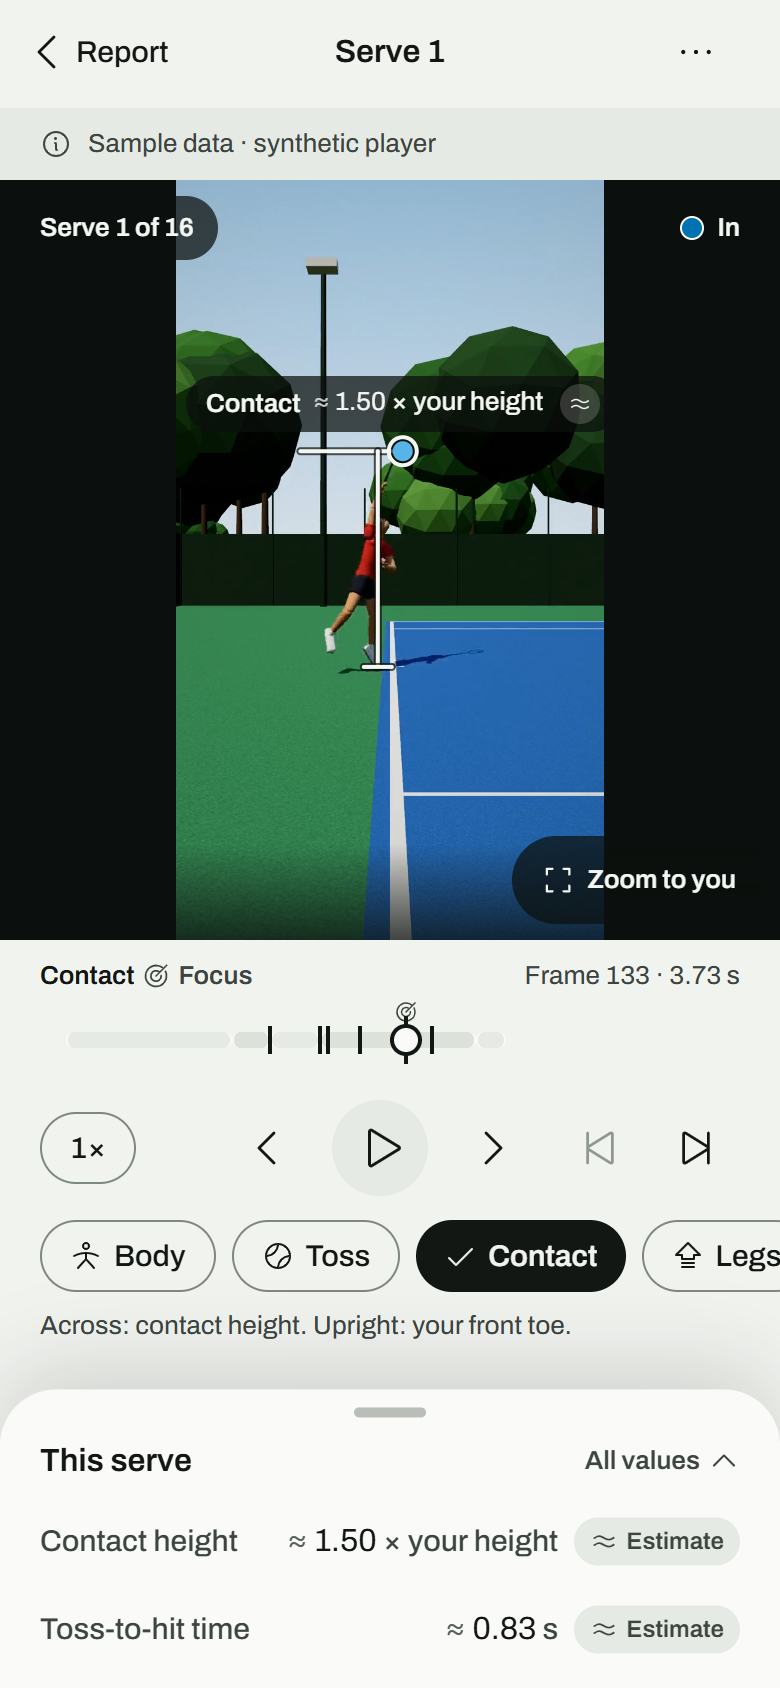 Report
Serve 1
Sample data · synthetic player
Serve 1 of 16
In
Contact ≈ 1.50 × your height
Zoom to you
Contact Focus
Frame 133 · 3.73 s
1×
Body
Toss
Contact
Legs
Across: contact height. Upright: your front toe.
This serve
All values
Contact height ≈ 1.50 × your height Estimate
Toss-to-hit time ≈ 0.83 s Estimate